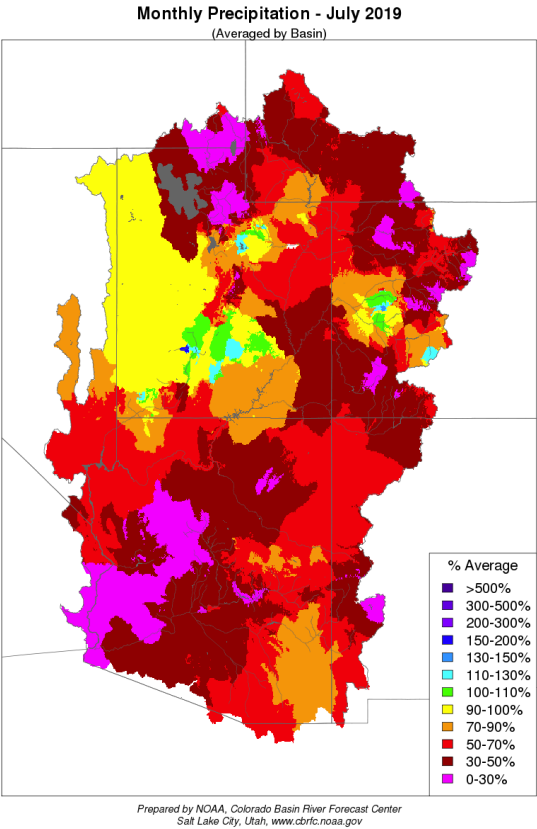 Monthly Precipitation - July 2019
(Averaged by Basin)
% Average
>500%
300-500%
200-300%
150-200%
130-150%
110-130%
100-110%
90-100%
70-90%
50-70%
30-50%
0-30%
Prepared by NOAA, Colorado Basin River Forecast Center
Salt Lake City, Utah, www.cbrfc.noaa.gov